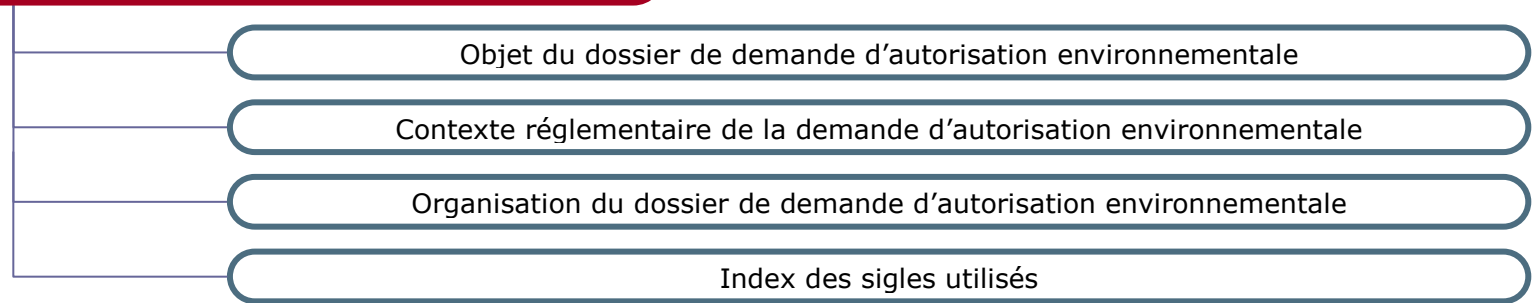 Objet du dossier de demande d’autorisation environnementale
Contexte réglementaire de la demande d’autorisation environnementale
Organisation du dossier de demande d’autorisation environnementale
Index des sigles utilisés